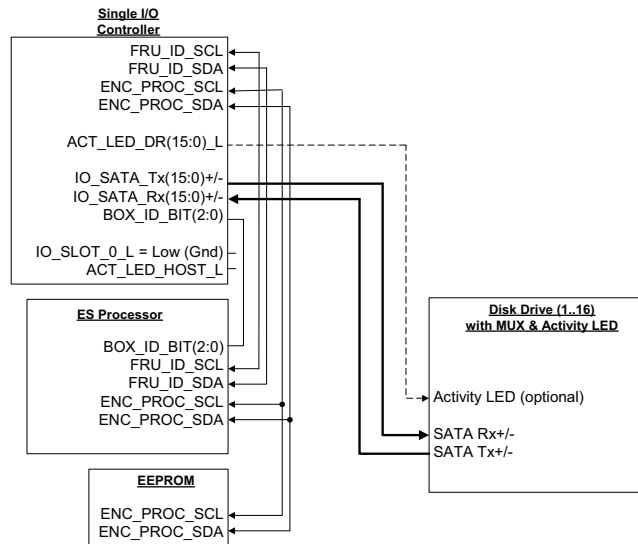 Single I/O
Controller
FRU_ID_SCL
FRU_ID_SDA
ENC_PROC_SCL
ENC_PROC_SDA
ACT_LED_DR(15:0)_L
IO_SATA_Tx(15:0)+/-
IO_SATA_Rx(15:0)+/-
BOX_ID_BIT(2:0)
IO_SLOT_0_L = Low (Gnd)
ACT_LED_HOST_L
ES Processor
BOX_ID_BIT(2:0)
FRU_ID_SCL
FRU_ID_SDA
ENC_PROC_SCL
ENC_PROC_SDA
EEPROM
ENC_PROC_SCL
ENC_PROC_SDA
Disk Drive (1..16)
with MUX & Activity LED
Activity LED (optional)
SATA Rx+/-
SATA Tx+/-